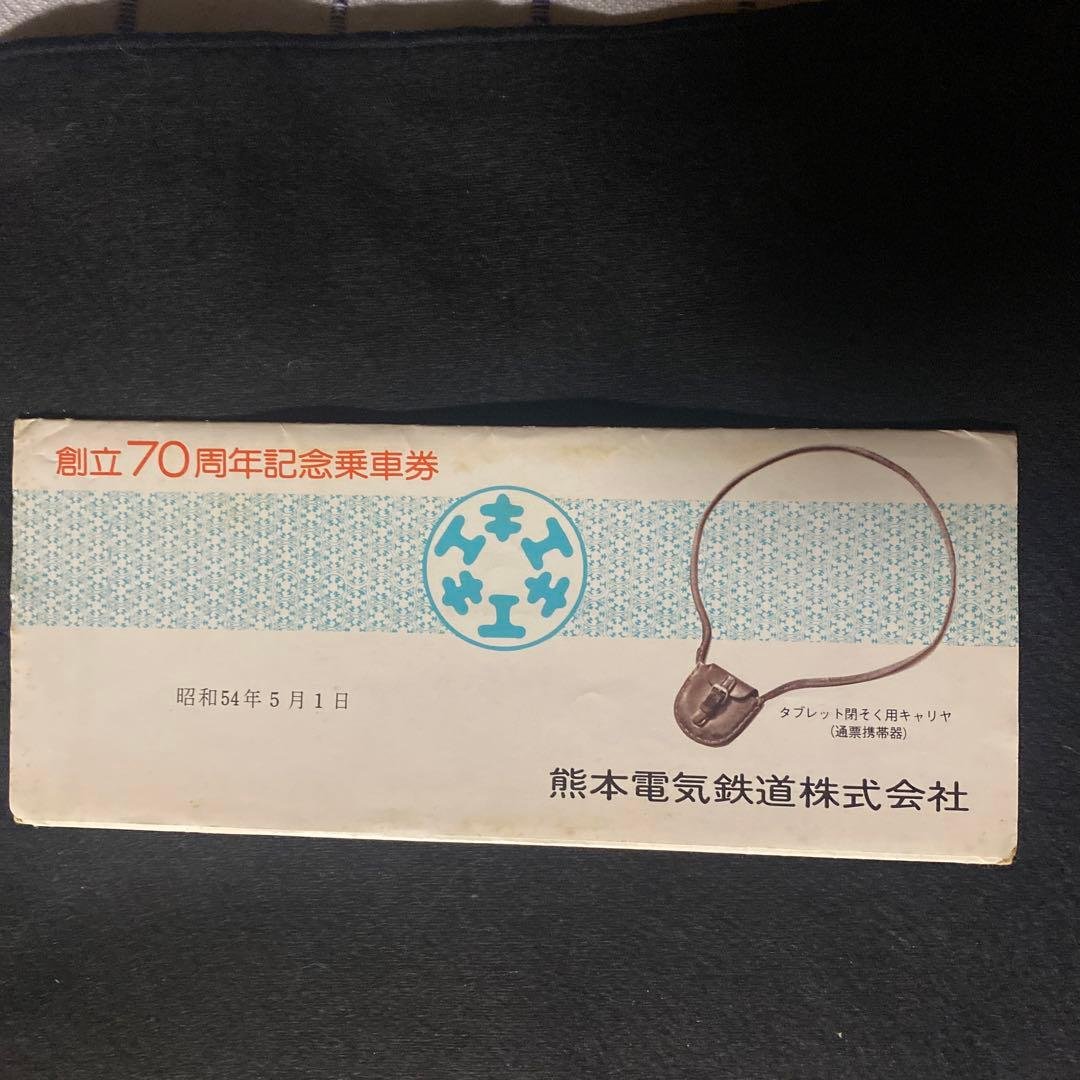 創立70周年記念乗車券
昭和54年5月1日
タブレット閉そく用キャリヤ
(通票携帯器)
熊本電気鉄道株式会社